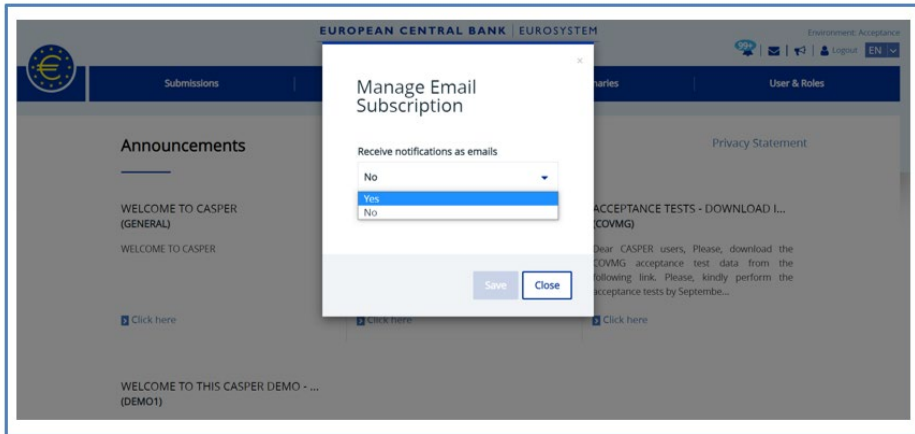 EUROPEAN CENTRAL BANK | EUROSYSTEM
Environment: Acceptance
99+
Logout
EN
Submissions
naries
User & Roles
×
Manage Email
Subscription
Receive notifications as emails
No
Yes
No
Save
Close
Announcements
Privacy Statement
WELCOME TO CASPER
(GENERAL)
WELCOME TO CASPER
Click here
Click here
ACCEPTANCE TESTS - DOWNLOAD I...
(COVMG)
Dear CASPER users, Please, download the
COVMG acceptance test data from the
following link. Please, kindly perform the
acceptance tests by Septembe...
Click here
WELCOME TO THIS CASPER DEMO - ...
(DEMO1)